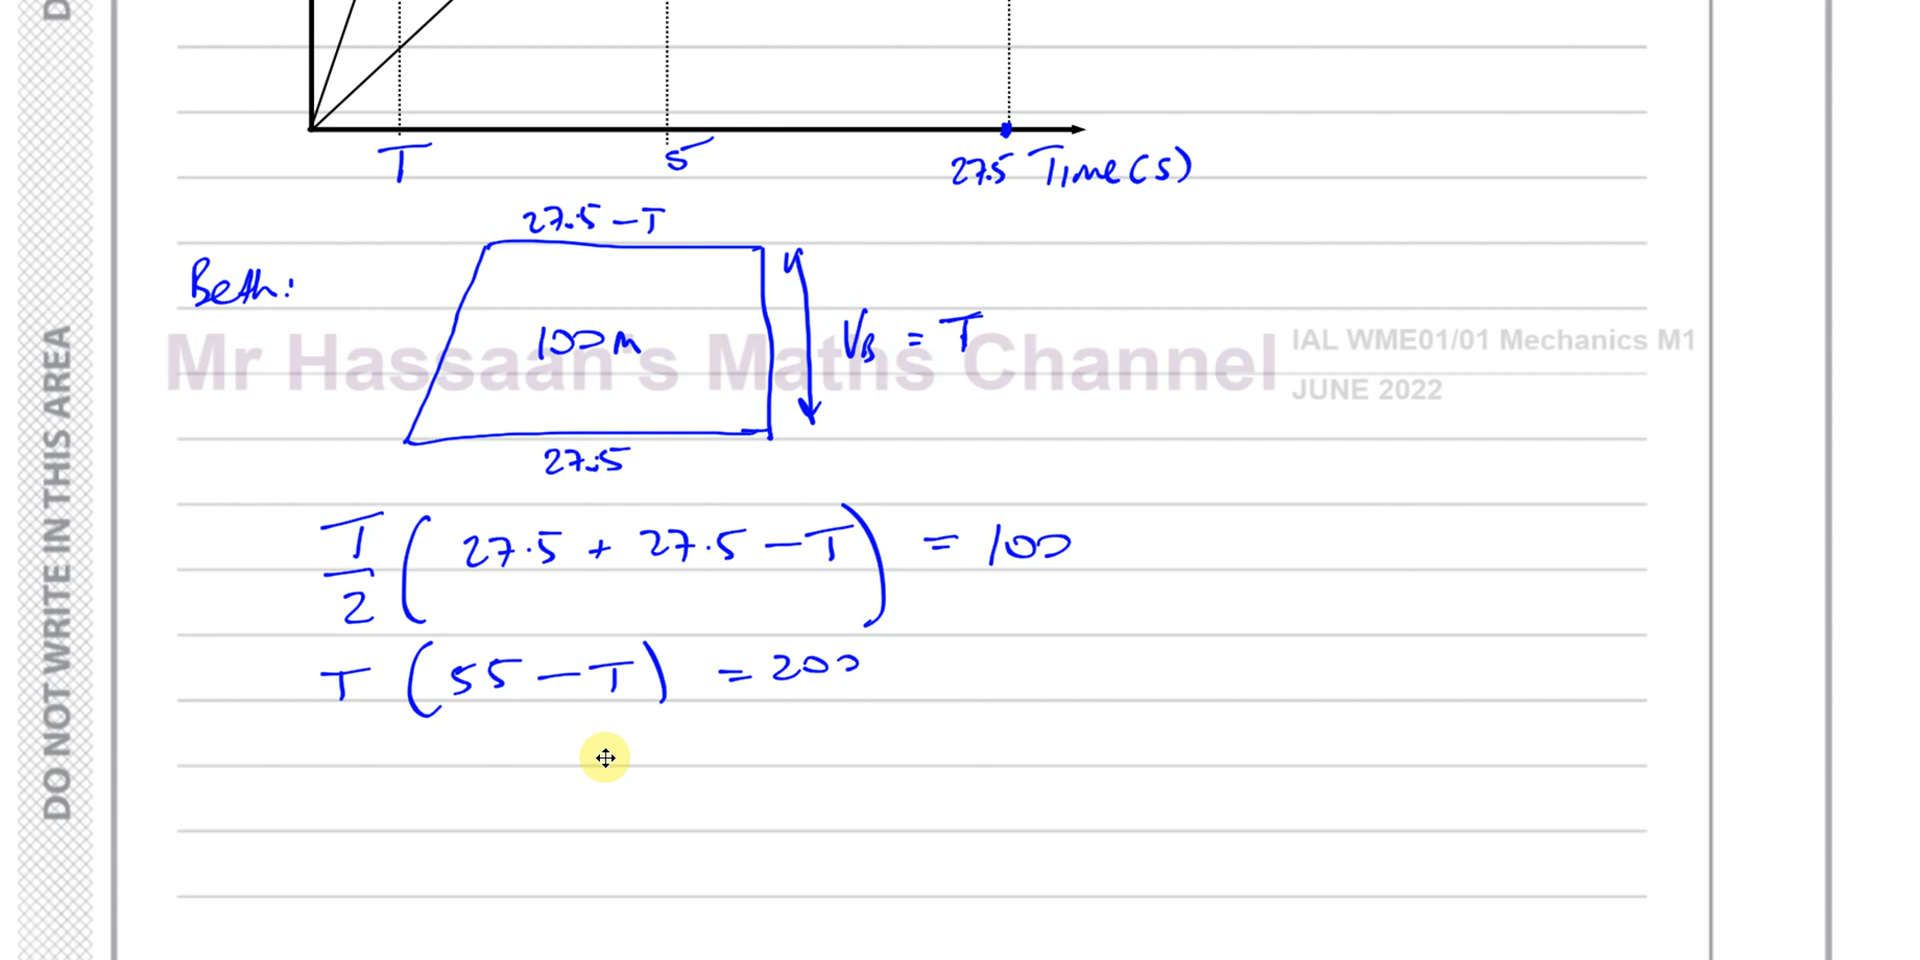 T
5
27.5 Time(s)
27.5 - T
Beth:
100m
V_B = T
27.5
T/2 ( 27.5 + 27.5 - T ) = 100
T ( 55 - T ) = 200
Mr Hassaan's Maths Channel
IAL WME01/01 Mechanics M1
JUNE 2022
DO NOT WRITE IN THIS AREA
D